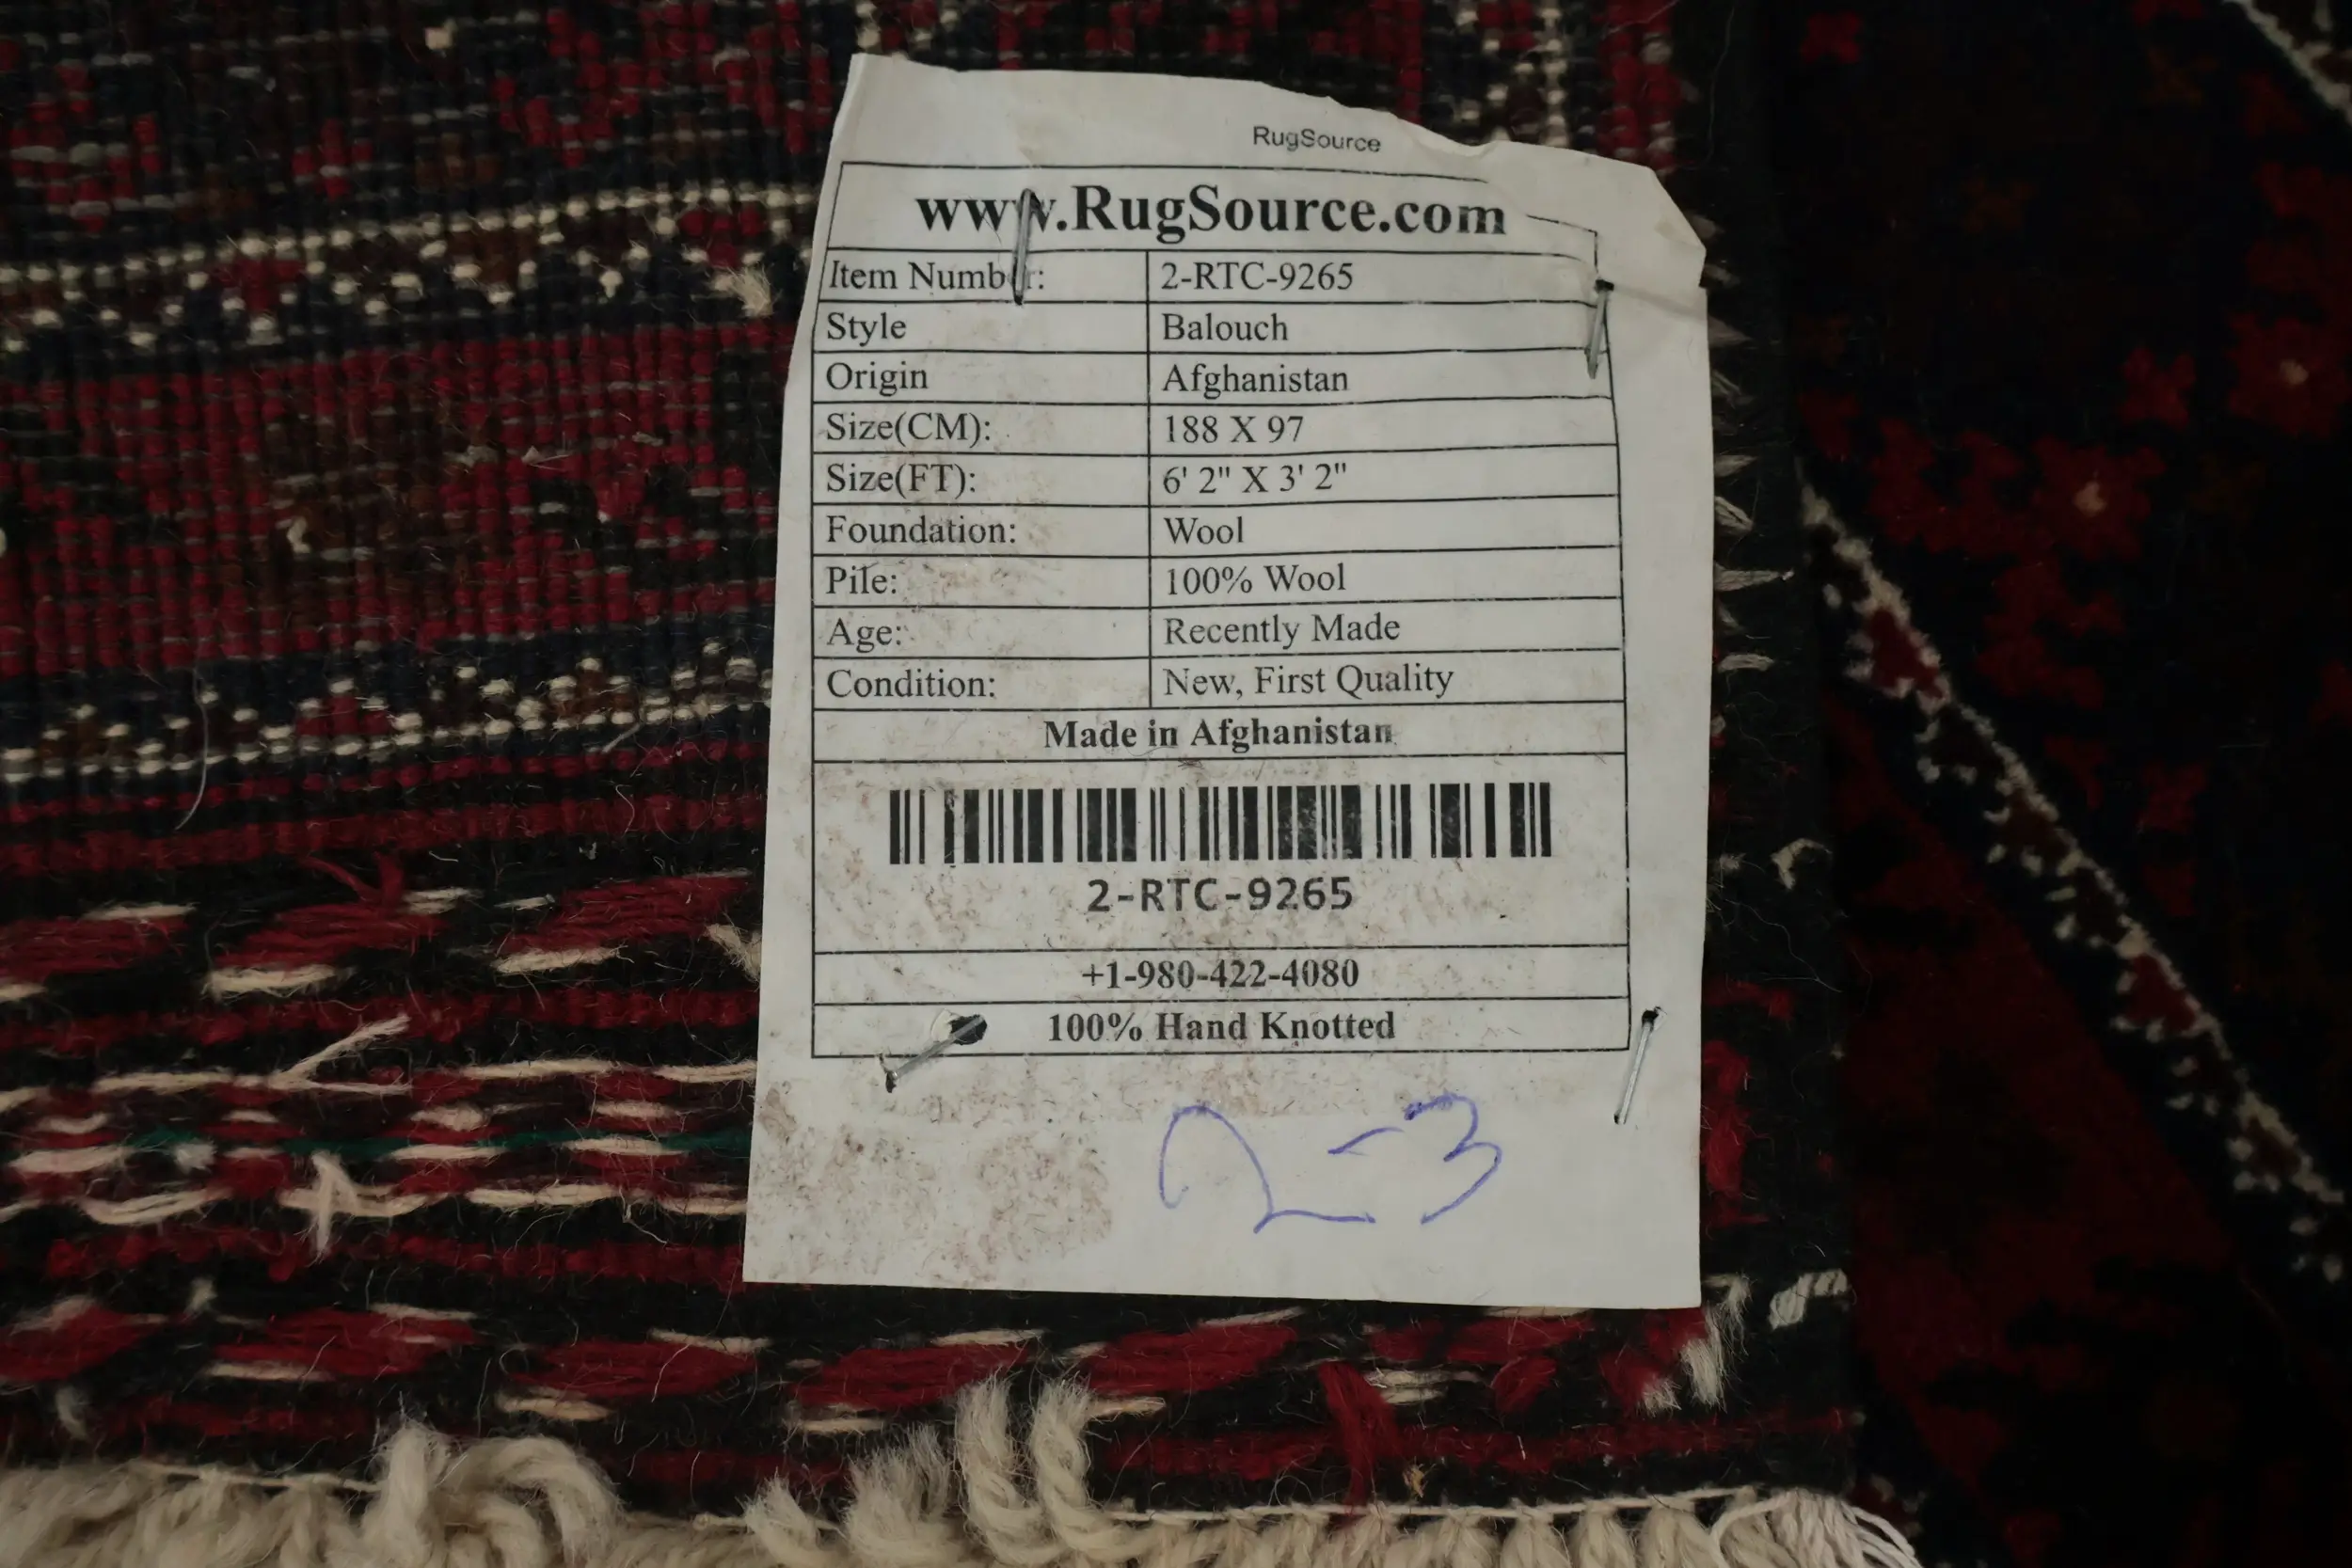 RugSource
www.RugSource.com
Item Number: 2-RTC-9265
Style Balouch
Origin Afghanistan
Size(CM): 188 X 97
Size(FT): 6' 2" X 3' 2"
Foundation: Wool
Pile: 100% Wool
Age: Recently Made
Condition: New, First Quality
Made in Afghanistan
2-RTC-9265
+1-980-422-4080
100% Hand Knotted
2-3